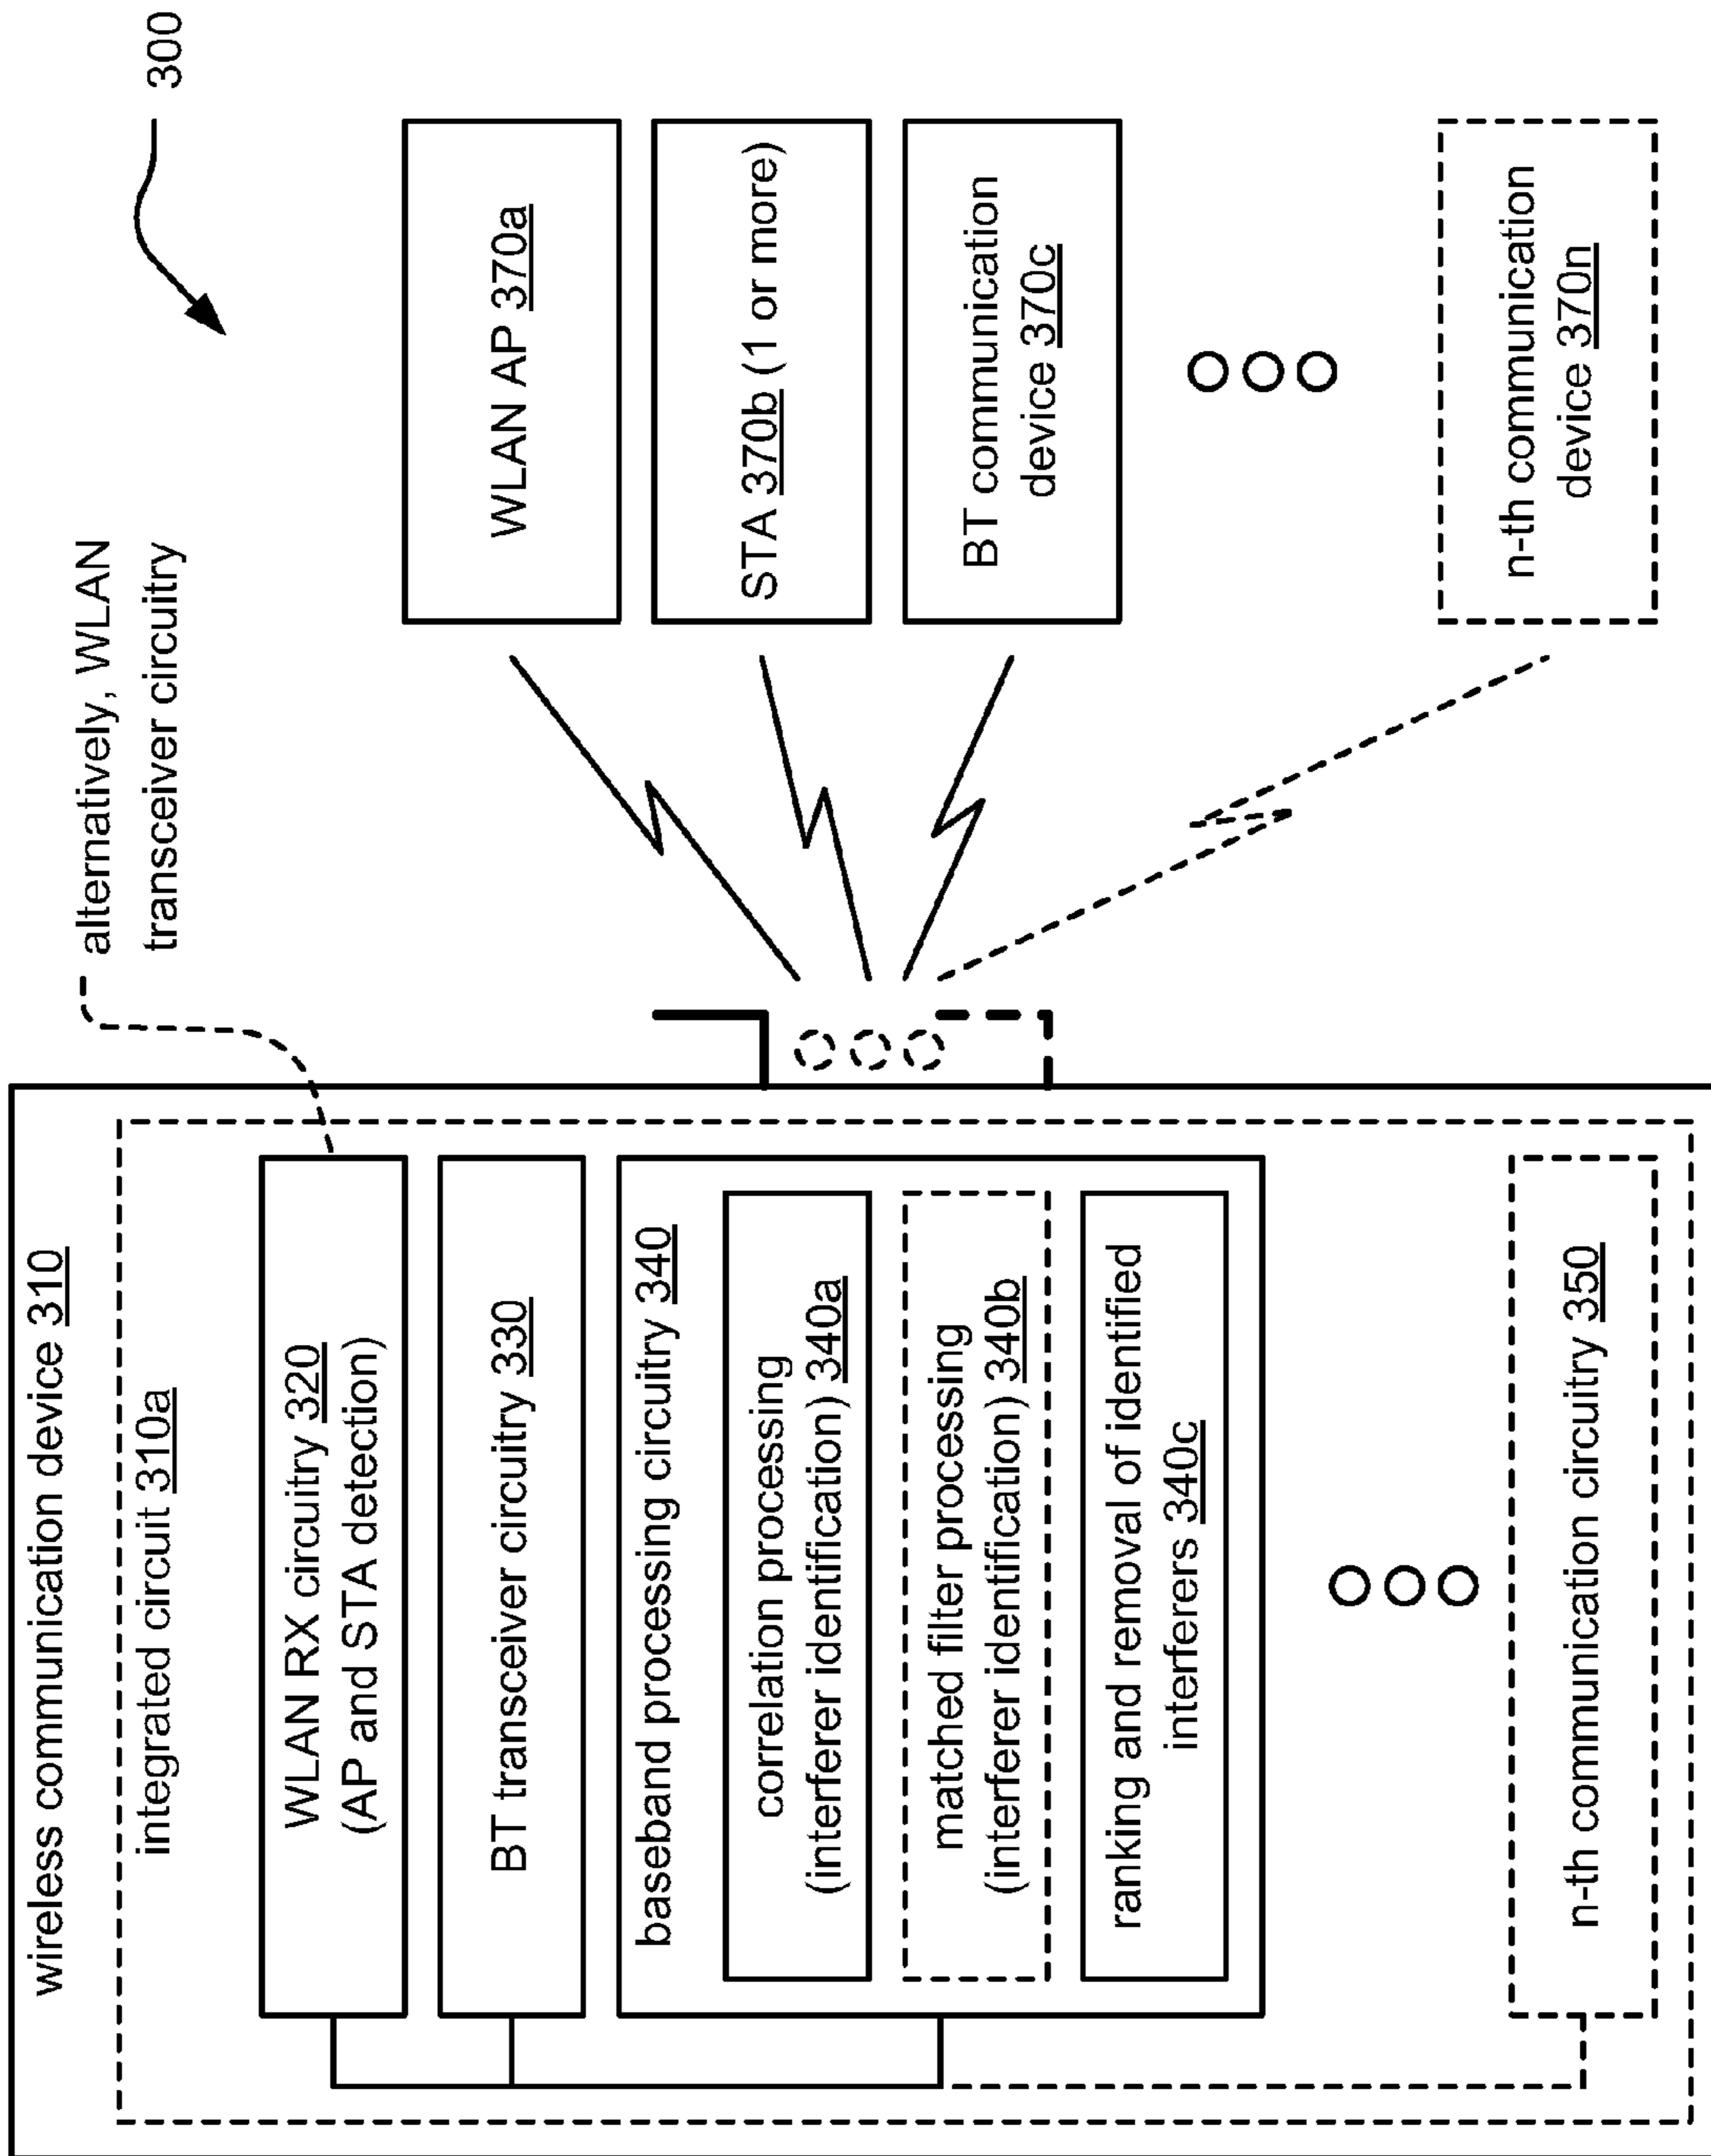 300
wireless communication device 310
integrated circuit 310a
alternatively, WLAN
transceiver circuitry
WLAN RX circuitry 320
(AP and STA detection)
BT transceiver circuitry 330
baseband processing circuitry 340
correlation processing
(interferer identification) 340a
matched filter processing
(interferer identification) 340b
ranking and removal of identified
interferers 340c
n-th communication circuitry 350
WLAN AP 370a
STA 370b (1 or more)
BT communication
device 370c
n-th communication
device 370n